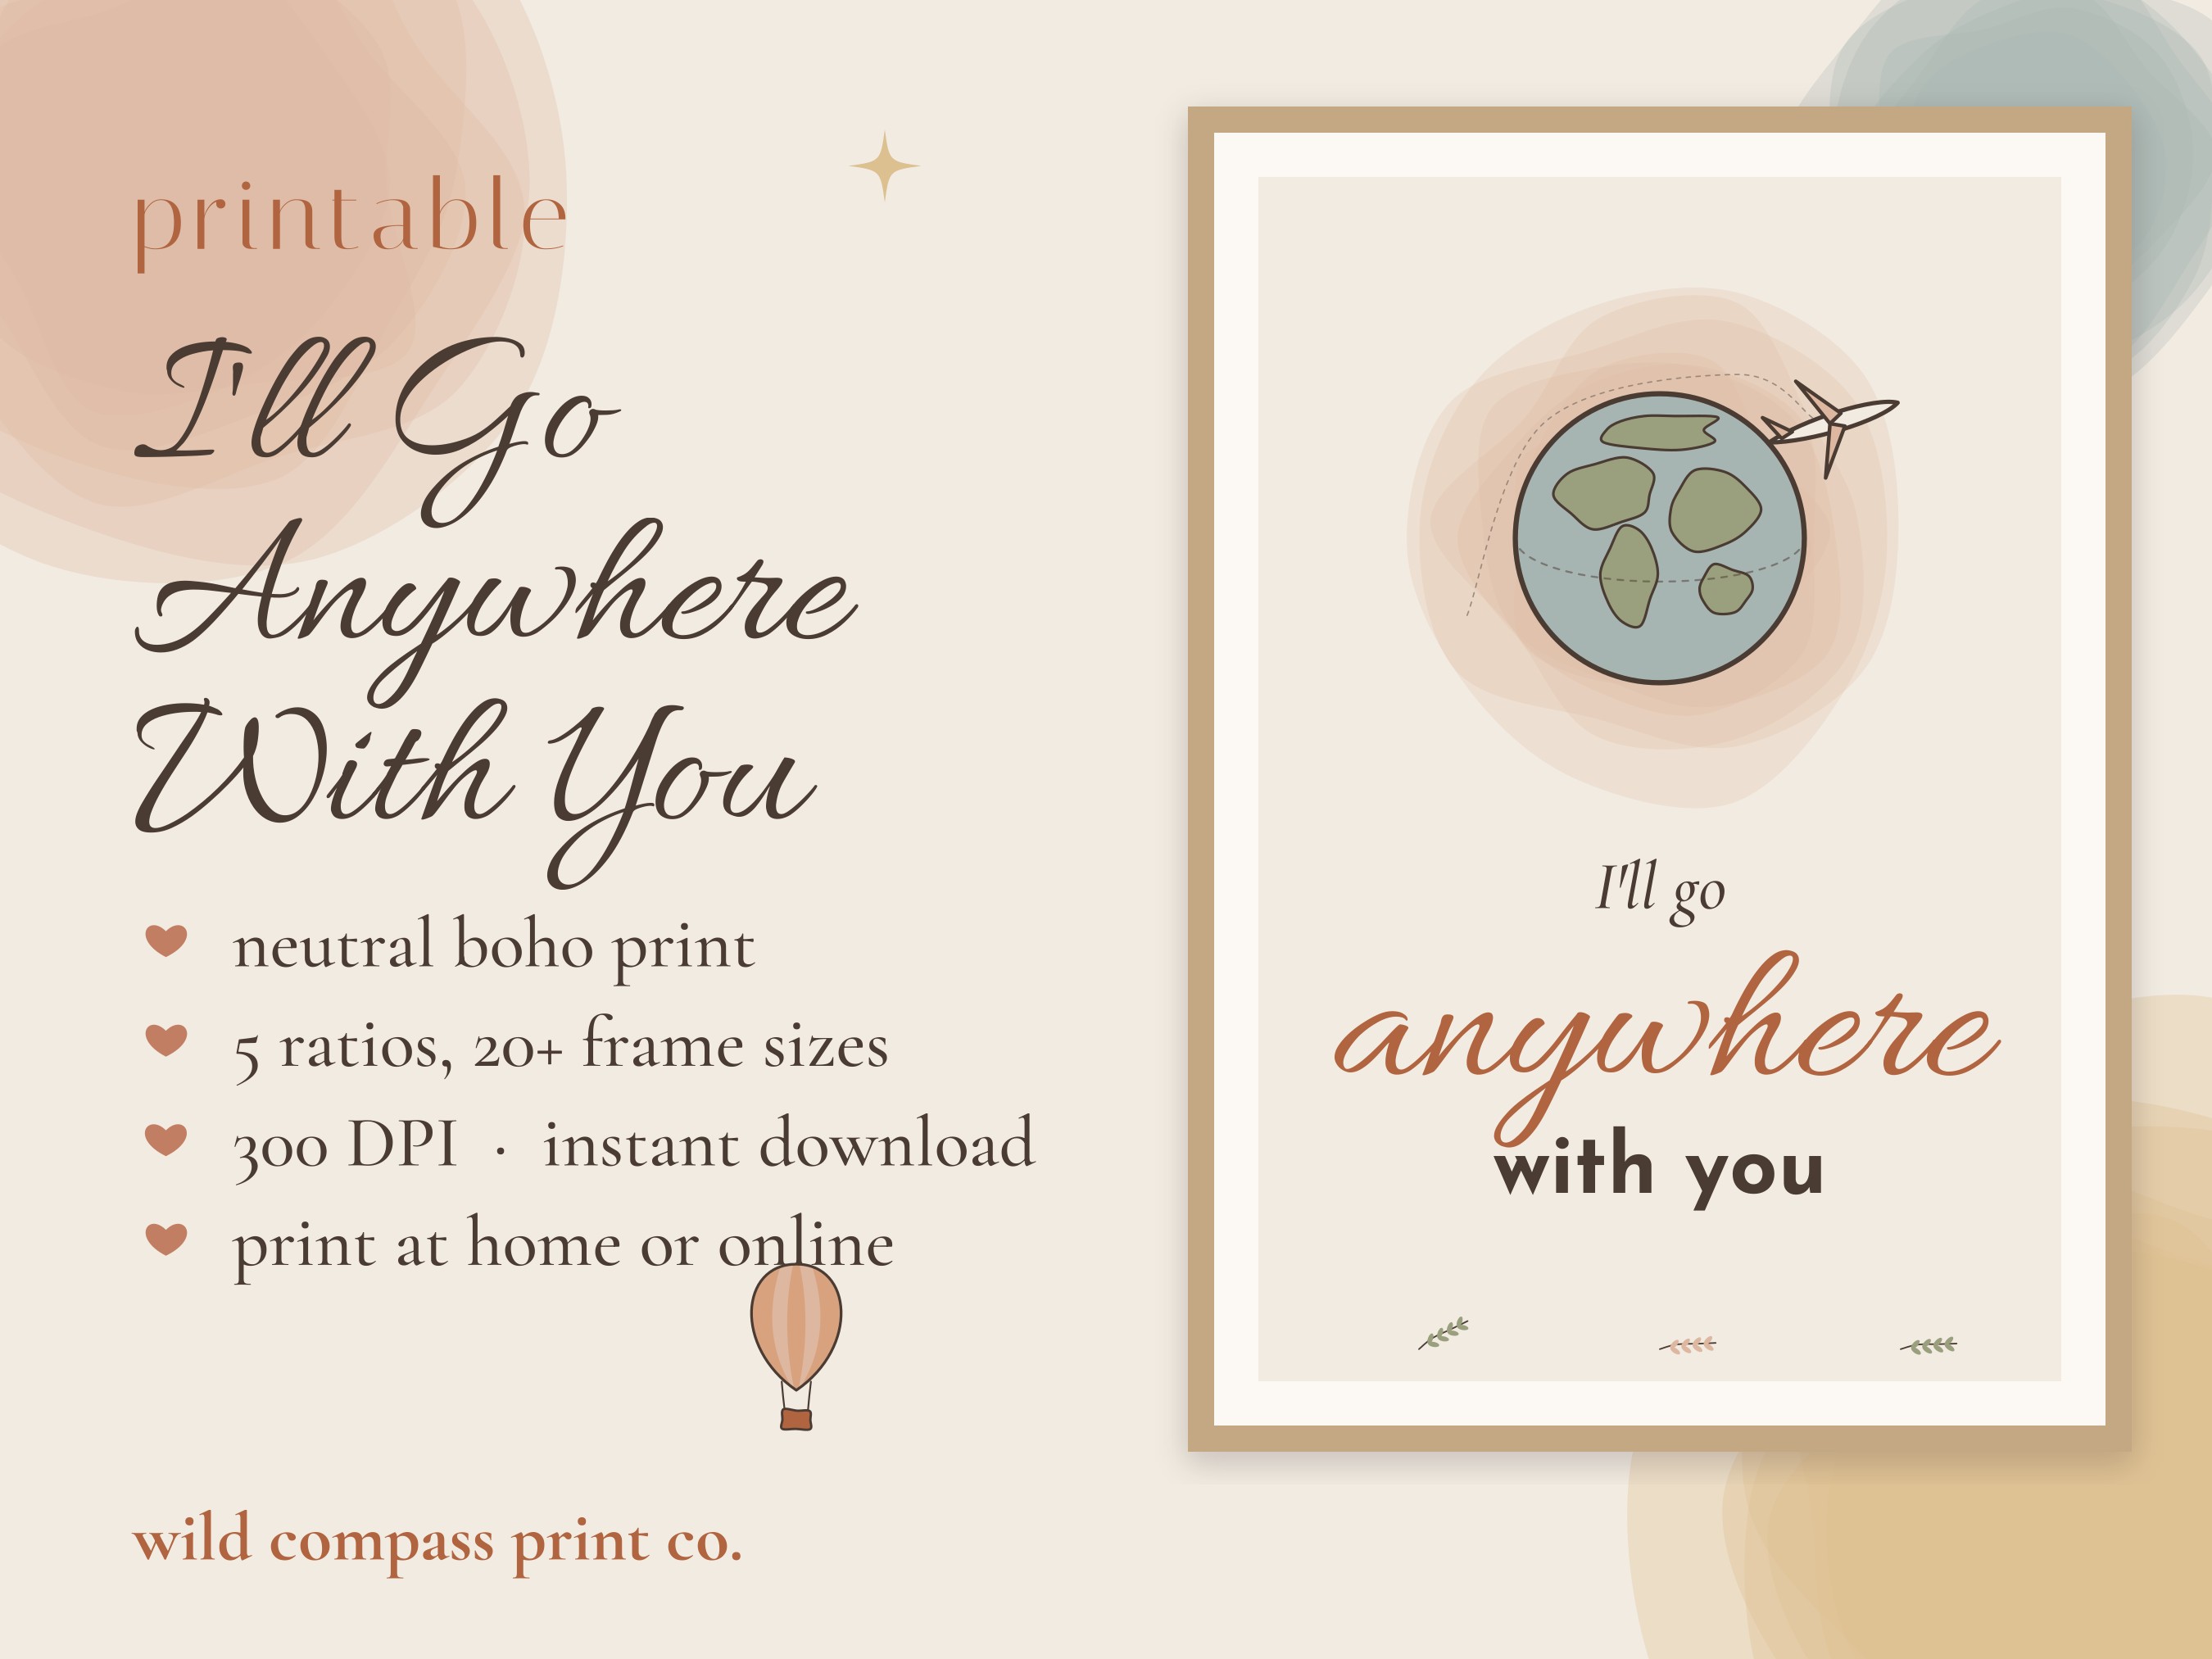 printable
I'll Go
Anywhere
With You
neutral boho print
5 ratios, 20+ frame sizes
300 DPI · instant download
print at home or online
wild compass print co.
I'll go
anywhere
with you